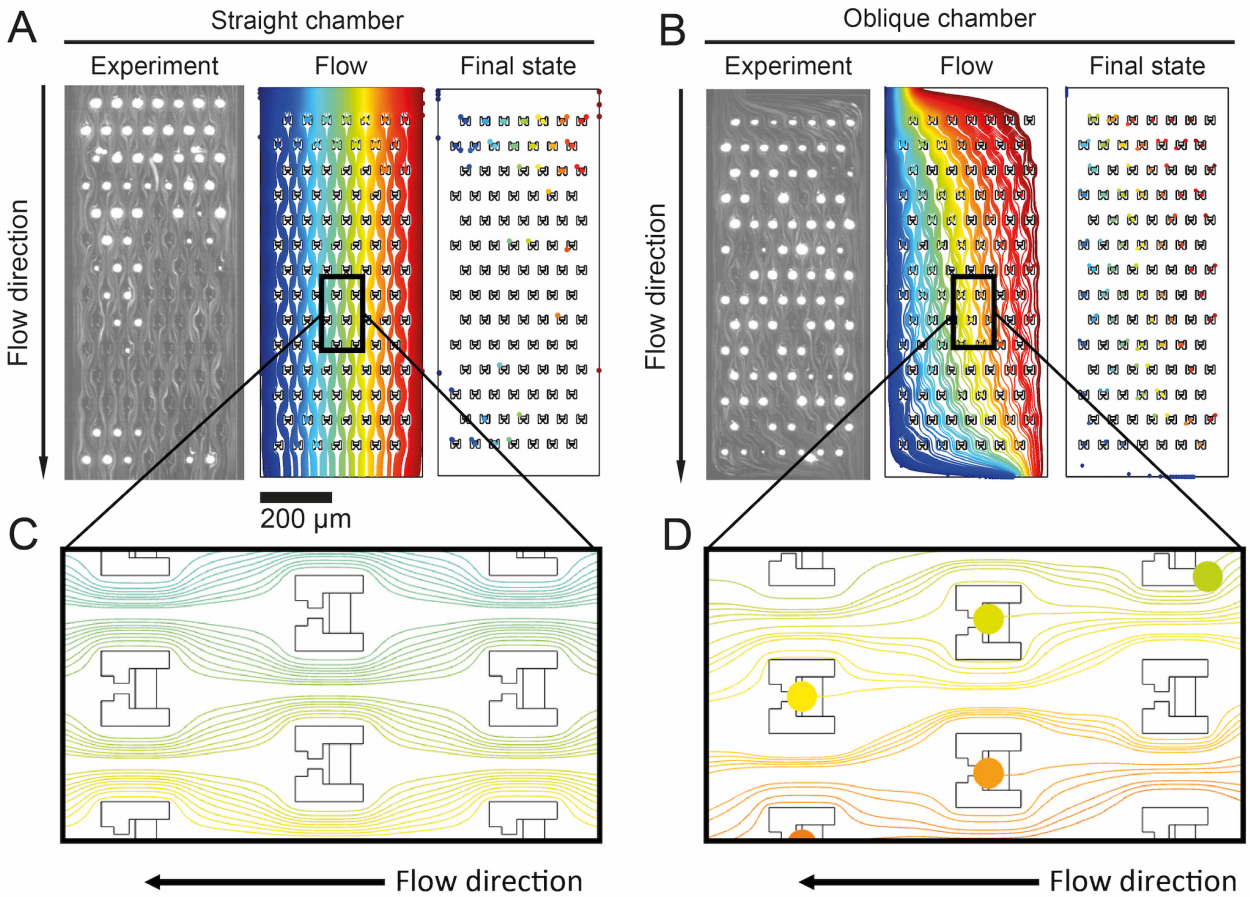 A
Straight chamber
Experiment
Flow
Final state
Flow direction
200 µm
B
Oblique chamber
Experiment
Flow
Final state
Flow direction
C
Flow direction
D
Flow direction